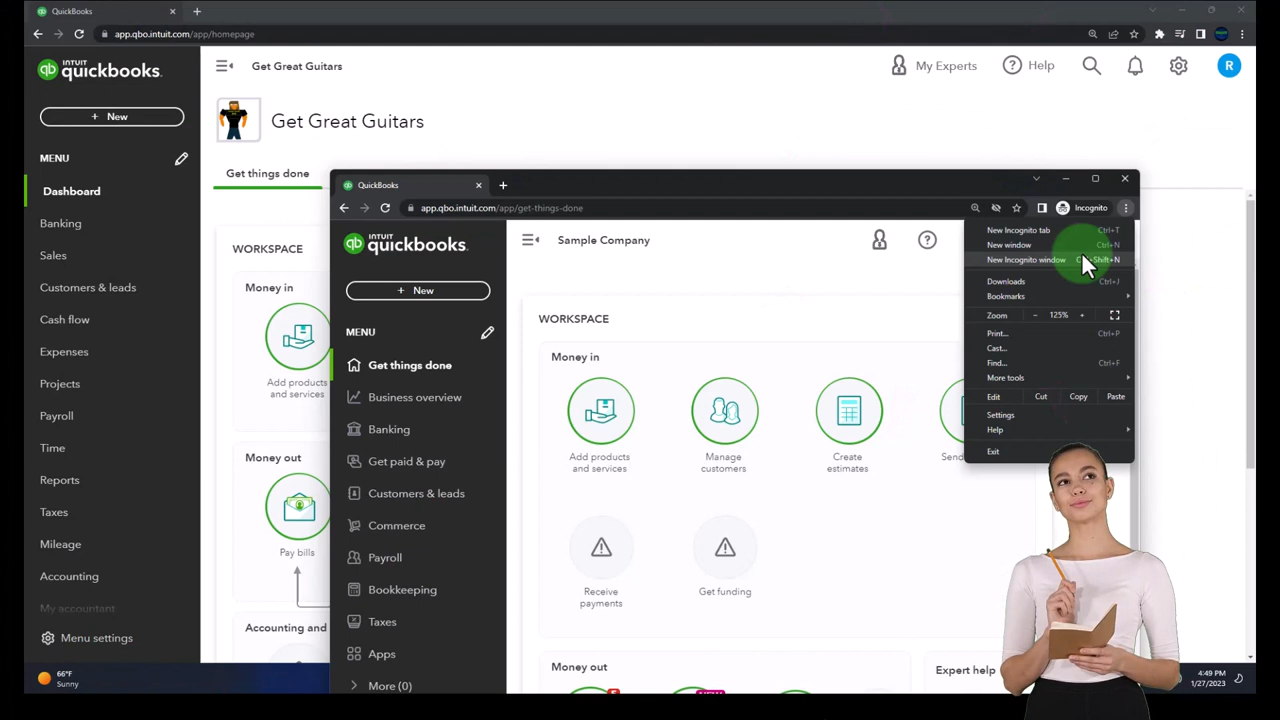 QuickBooks
app.qbo.intuit.com/app/homepage
INTUIT
quickbooks.
Get Great Guitars
My Experts
Help
R
+ New
Get Great Guitars
MENU
Get things done
Dashboard
Banking
Sales
Customers & leads
Cash flow
Expenses
Projects
Payroll
Time
Reports
Taxes
Mileage
Accounting
My accountant
Menu settings
WORKSPACE
Money in
Add products
and services
Money out
Pay bills
Accounting and
QuickBooks
app.qbo.intuit.com/app/get-things-done
Incognito
INTUIT
quickbooks.
Sample Company
+ New
MENU
Get things done
Business overview
Banking
Get paid & pay
Customers & leads
Commerce
Payroll
Bookkeeping
Taxes
Apps
More (0)
WORKSPACE
Money in
Add products
and services
Manage
customers
Create
estimates
Receive
payments
Get funding
Money out
NEW
Expert help
New Incognito tab Ctrl+T
New window Ctrl+N
New Incognito window Shift+N
Downloads Ctrl+J
Bookmarks
Zoom - 125% +
Print... Ctrl+P
Cast...
Find... Ctrl+F
More tools
Edit Cut Copy Paste
Settings
Help
Exit
66°F
Sunny
4:49 PM
1/27/2023